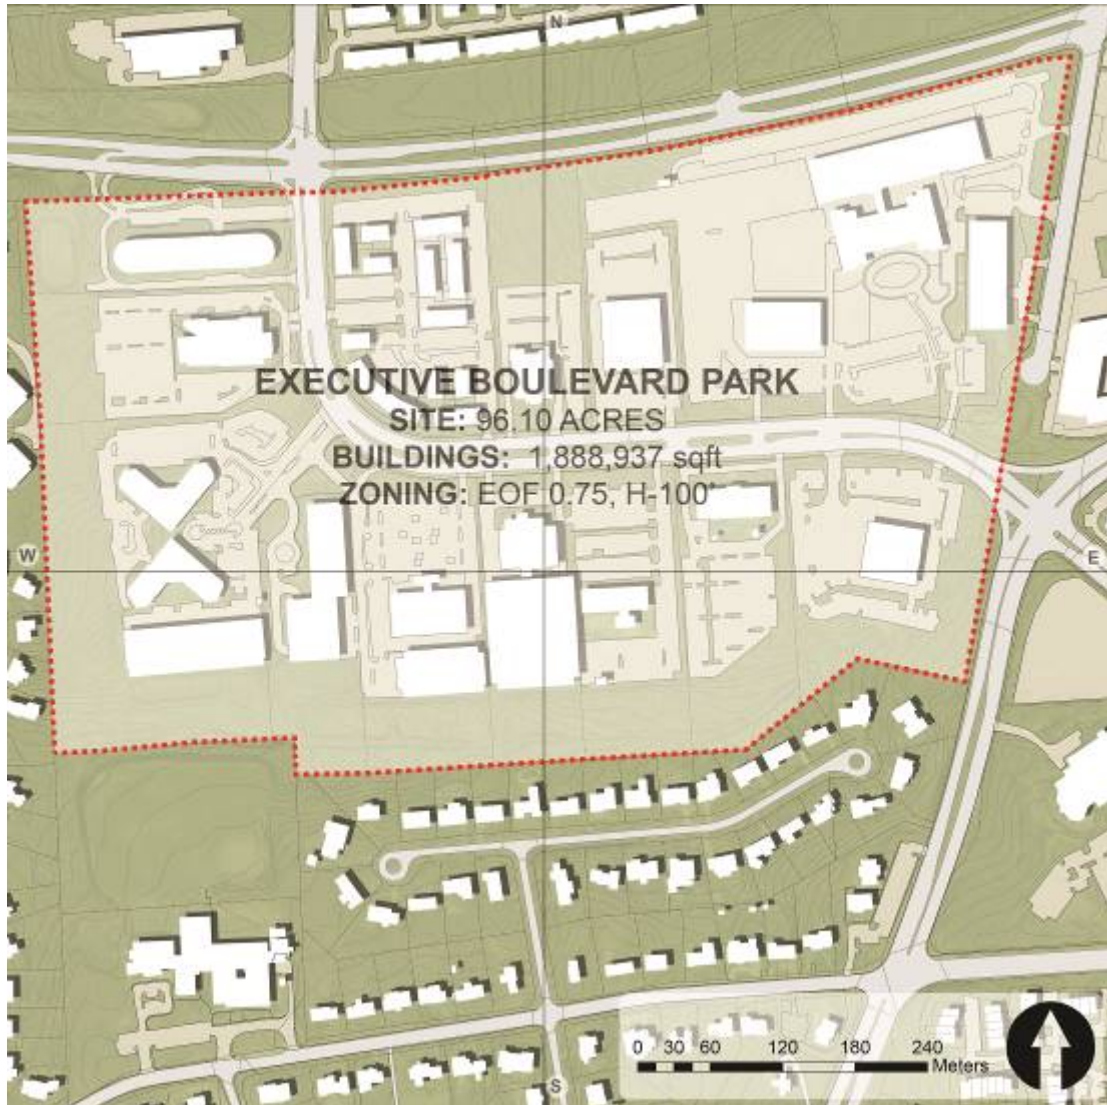 N
EXECUTIVE BOULEVARD PARK
SITE: 96.10 ACRES
BUILDINGS: 1,888,937 sqft
ZONING: EOF 0.75, H-100'
W
E
0 30 60 120 180 240
Meters
S